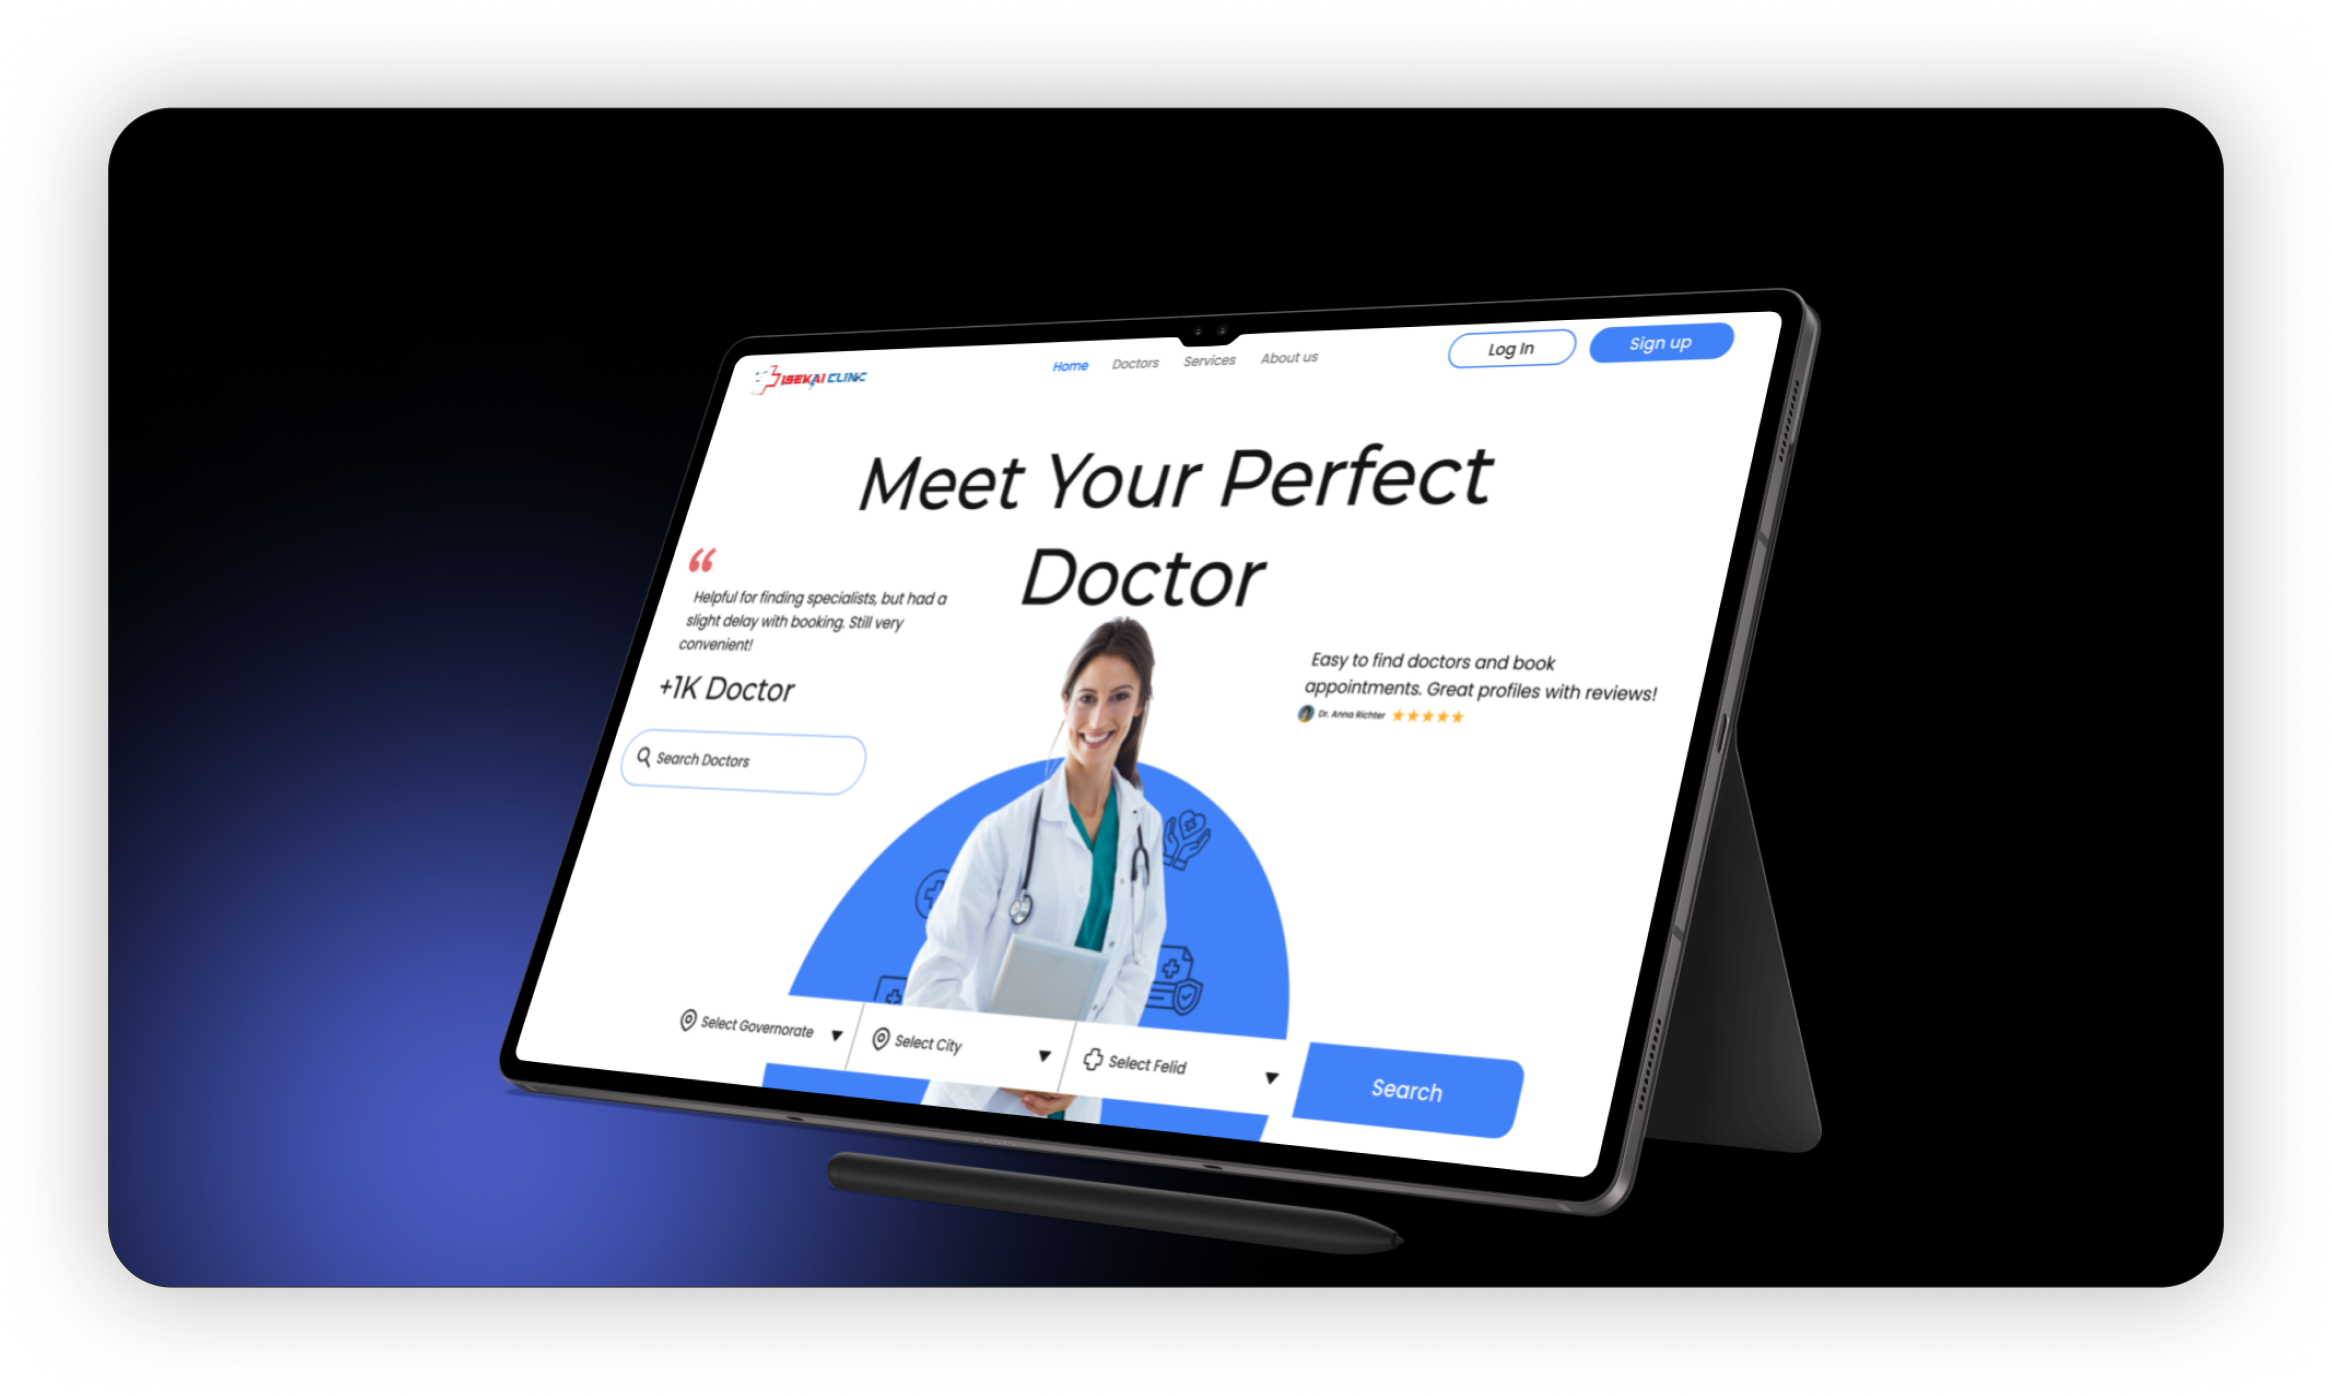 ISEKAI CLINIC
Home Doctors Services About us
Log In
Sign up
Meet Your Perfect
Doctor
“
Helpful for finding specialists, but had a
slight delay with booking. Still very
convenient!
+1K Doctor
Search Doctors
Easy to find doctors and book
appointments. Great profiles with reviews!
Dr. Anna Richter
Select Governorate
Select City
Select Felid
Search